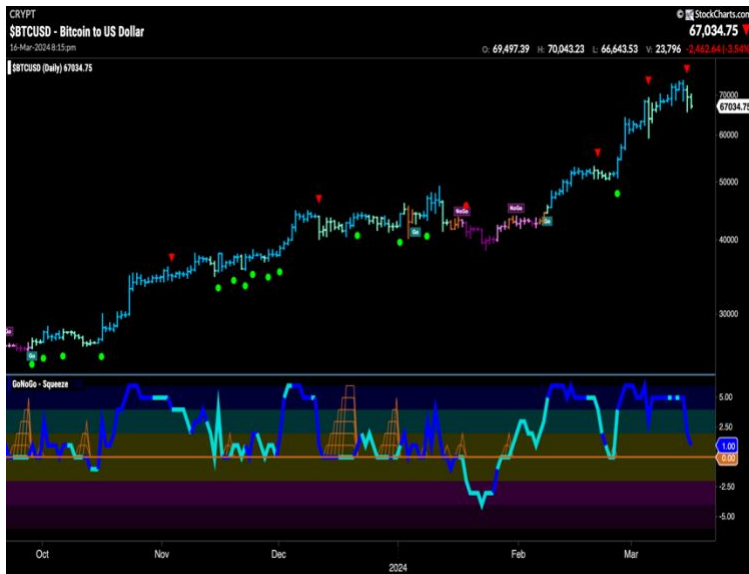 CRYPT
© StockCharts.com
$BTCUSD - Bitcoin to US Dollar
67,034.75
16-Mar-2024 8:15pm
O: 69,497.39 H: 70,043.23 L: 66,643.53 V: 23,796 -2,462.64 (-3.54%
$BTCUSD (Daily) 67034.75
70000
67034.75
60000
50000
NoGo
NoGo
Go
Go
40000
30000
Go
GoNoGo - Squeeze
5.00
2.50
1.00
0.00
-2.50
-5.00
Oct
Nov
Dec
Feb
Mar
2024